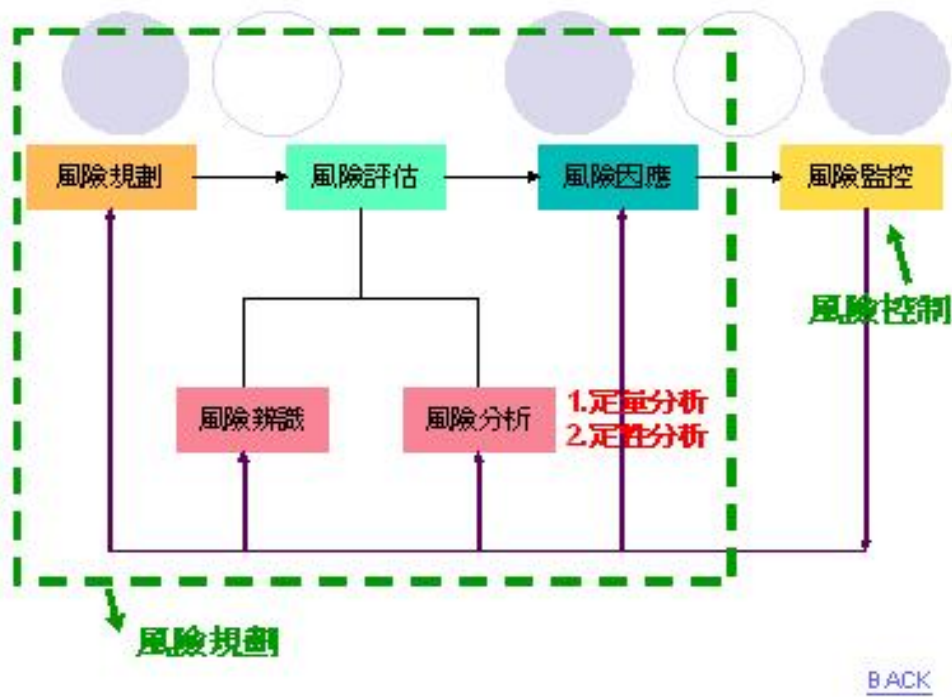 風險規劃
風險評估
風險因應
風險監控
風險控制
風險辨識
風險分析
1.定量分析
2.定性分析
風險規劃
BACK